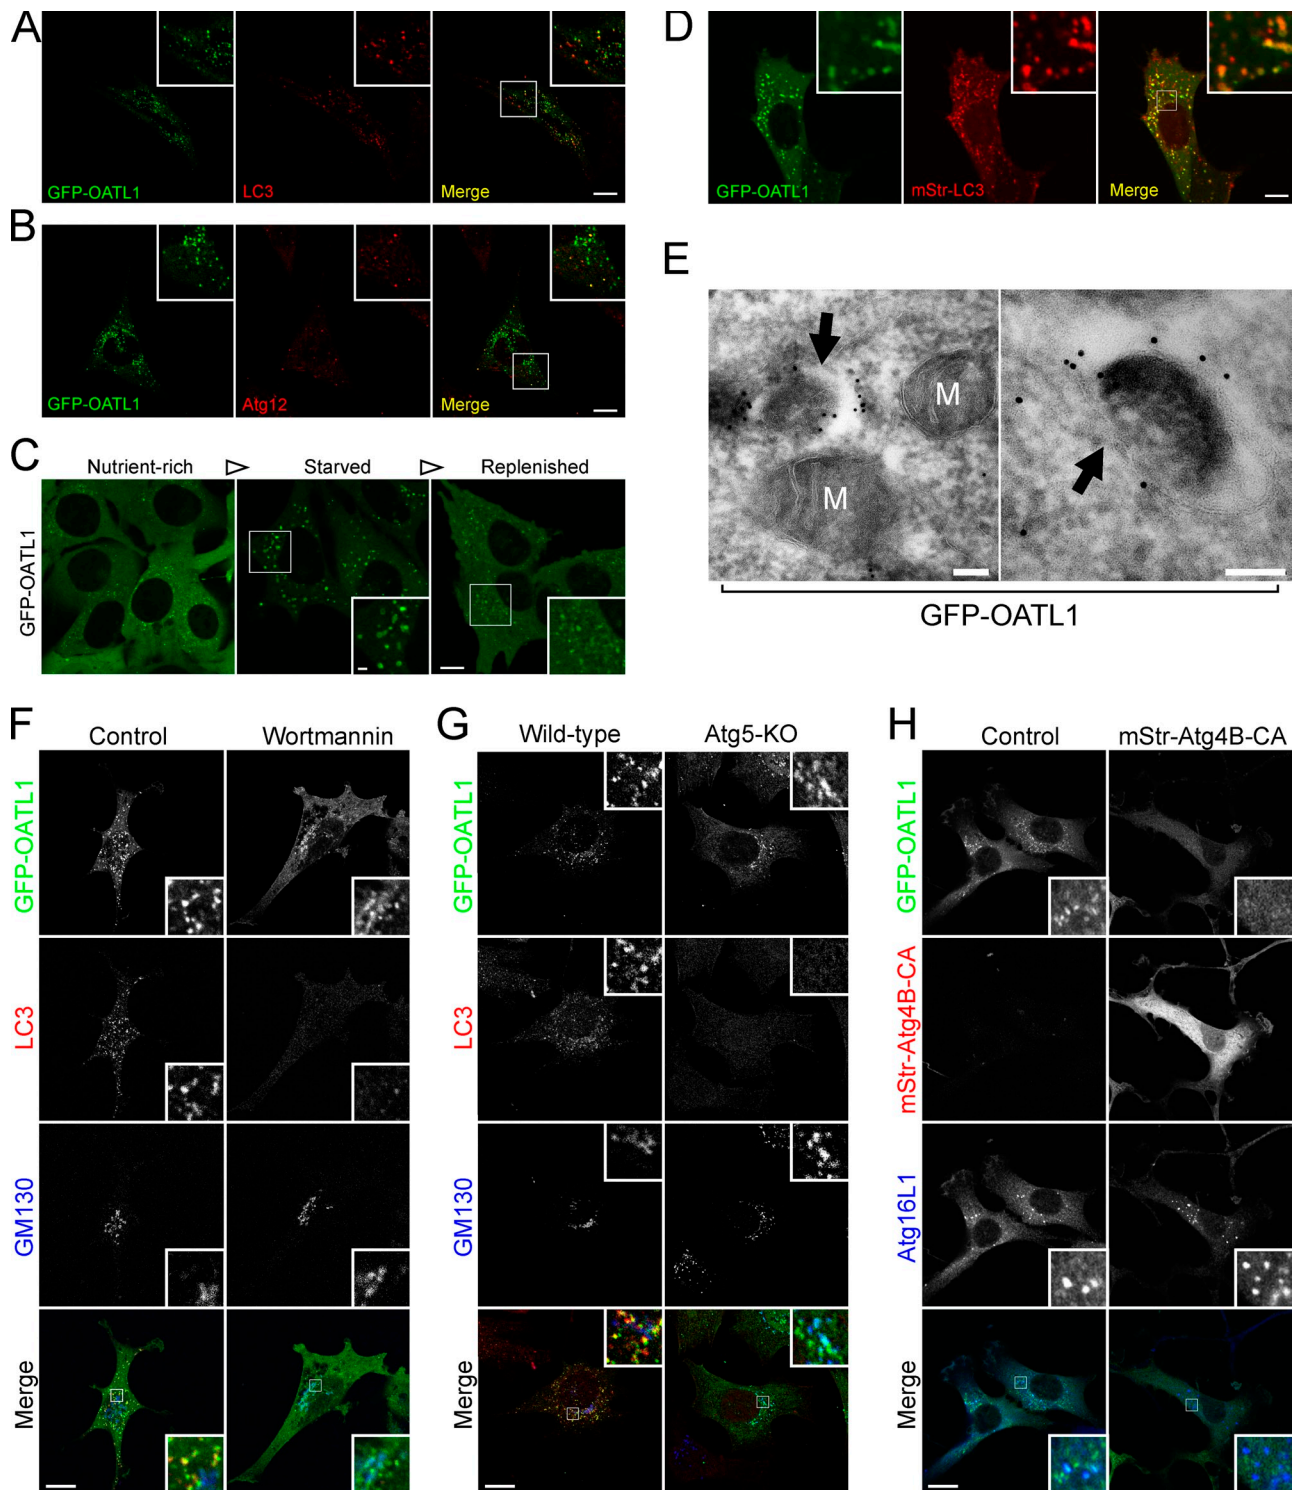 A
GFP-OATL1
LC3
Merge
B
GFP-OATL1
Atg12
Merge
C
Nutrient-rich
Starved
Replenished
GFP-OATL1
D
GFP-OATL1
mStr-LC3
Merge
E
M
M
GFP-OATL1
F
Control
Wortmannin
GFP-OATL1
LC3
GM130
Merge
G
Wild-type
Atg5-KO
GFP-OATL1
LC3
GM130
Merge
H
Control
mStr-Atg4B-CA
GFP-OATL1
mStr-Atg4B-CA
Atg16L1
Merge